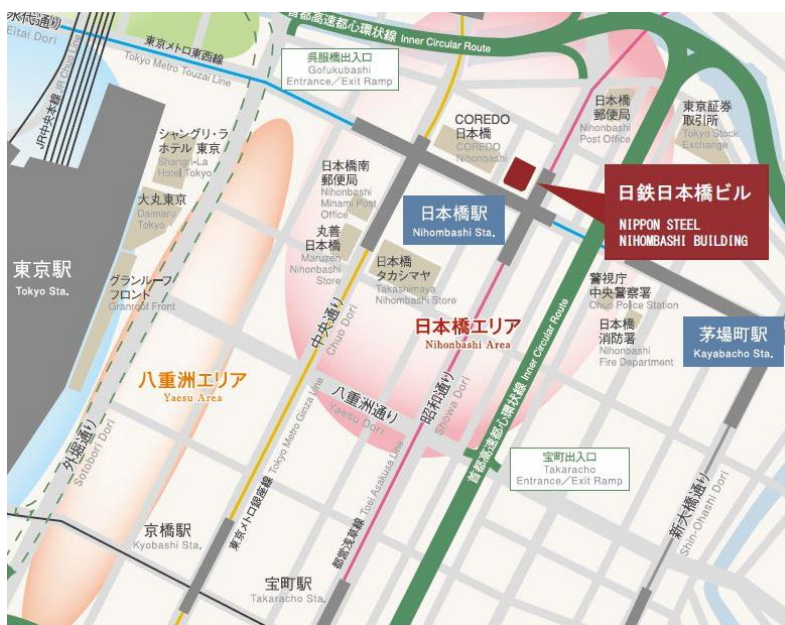 永代通り
Eitai Dori
東京メトロ東西線
Tokyo Metro Touzai Line
JR中央本線 JR Chuo Line
呉服橋出入口
Gofukubashi
Entrance／Exit Ramp
首都高速都心環状線 Inner Circular Route
シャングリ・ラ
ホテル 東京
Shangri-La
Hotel Tokyo
大丸東京
Daimaru
Tokyo
東京駅
Tokyo Sta.
グランルーフ
フロント
Granroof Front
日本橋南
郵便局
Nihonbashi
Minami Post
Office
丸善
日本橋
Maruzen
Nihonbashi
Store
COREDO
日本橋
COREDO
Nihonbashi
日本橋
郵便局
Nihonbashi
Post Office
東京証券
取引所
Tokyo Stock
Exchange
日鉄日本橋ビル
NIPPON STEEL
NIHOMBASHI BUILDING
日本橋駅
Nihombashi Sta.
日本橋
タカシマヤ
Takashimaya
Nihombashi Store
警視庁
中央警察署
Chuo Police Station
日本橋
消防署
Nihonbashi
Fire Department
茅場町駅
Kayabacho Sta.
日本橋エリア
Nihonbashi Area
八重洲エリア
Yaesu Area
中央通り
Chuo Dori
八重洲通り
Yaesu Dori
昭和通り
Showa Dori
首都高速都心環状線 Inner Circular Route
外堀通り
Sotobori Dori
東京メトロ銀座線 Tokyo Metro Ginza Line
都営浅草線 Toei Asakusa Line
宝町出入口
Takaracho
Entrance／Exit Ramp
新大橋通り
Shin-Ohashi Dori
京橋駅
Kyobashi Sta.
宝町駅
Takaracho Sta.